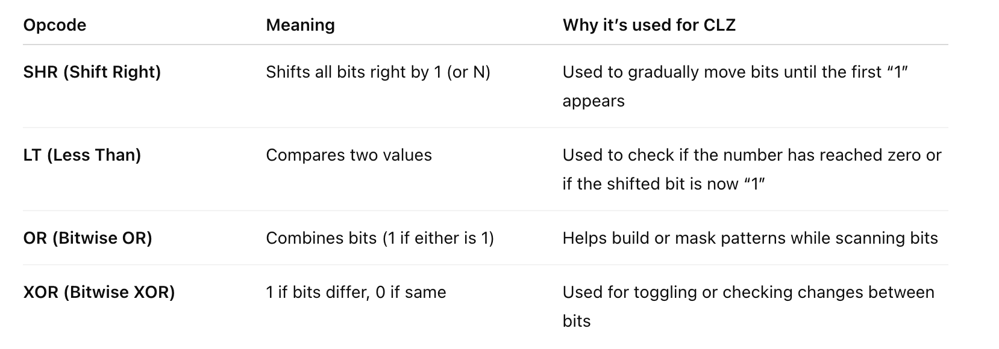 Opcode Meaning Why it’s used for CLZ
SHR (Shift Right) Shifts all bits right by 1 (or N) Used to gradually move bits until the first “1”
appears
LT (Less Than) Compares two values Used to check if the number has reached zero or
if the shifted bit is now “1”
OR (Bitwise OR) Combines bits (1 if either is 1) Helps build or mask patterns while scanning bits
XOR (Bitwise XOR) 1 if bits differ, 0 if same Used for toggling or checking changes between
bits